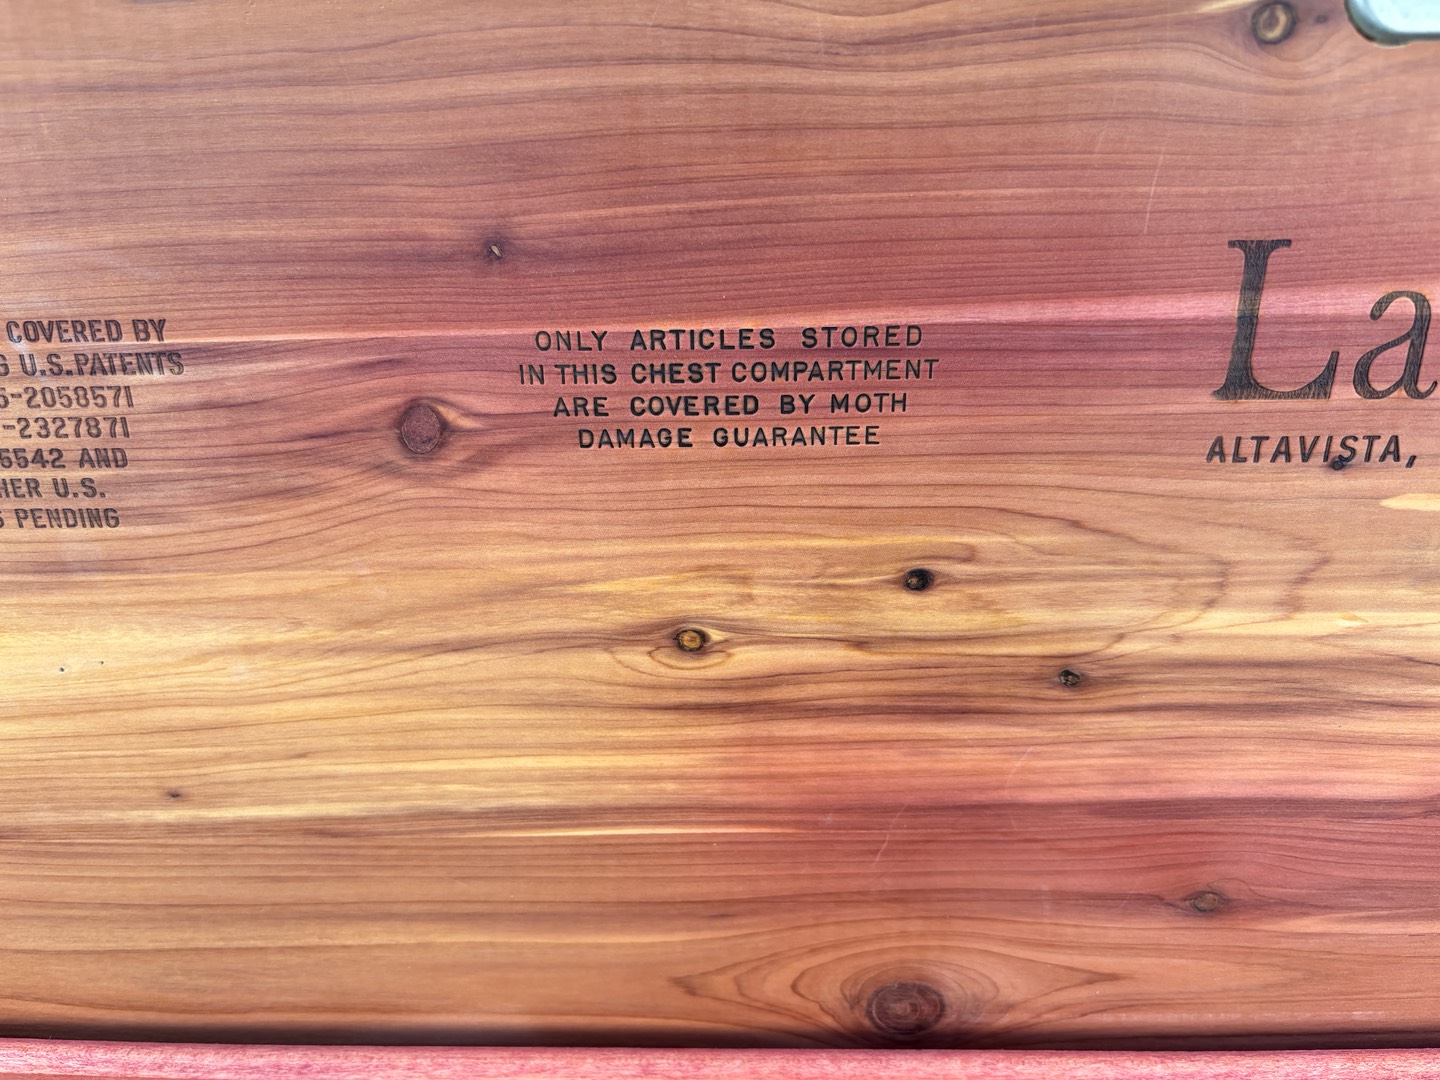 COVERED BY
U.S. PATENTS
-2058571
-2327871
6542 AND
HER U.S.
PENDING
ONLY ARTICLES STORED
IN THIS CHEST COMPARTMENT
ARE COVERED BY MOTH
DAMAGE GUARANTEE
La
ALTAVISTA,